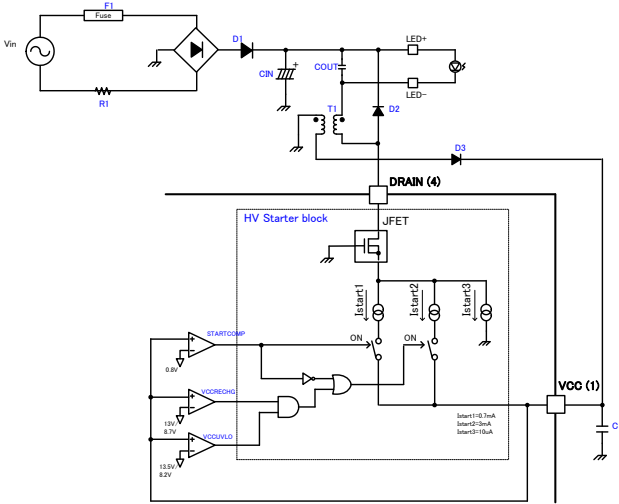 F1
Fuse
Vin
R1
D1
CIN
+
COUT
LED+
LED-
T1
D2
D3
DRAIN (4)
HV Starter block
JFET
Istart1
Istart2
Istart3
STARTCOMP
ON
ON
+
-
0.8V
VCC (1)
VCCRECHG
+
-
13V/
8.7V
Istart1=0.7mA
Istart2=3mA
Istart3=10uA
C
VCCUVLO
+
-
13.5V/
8.2V